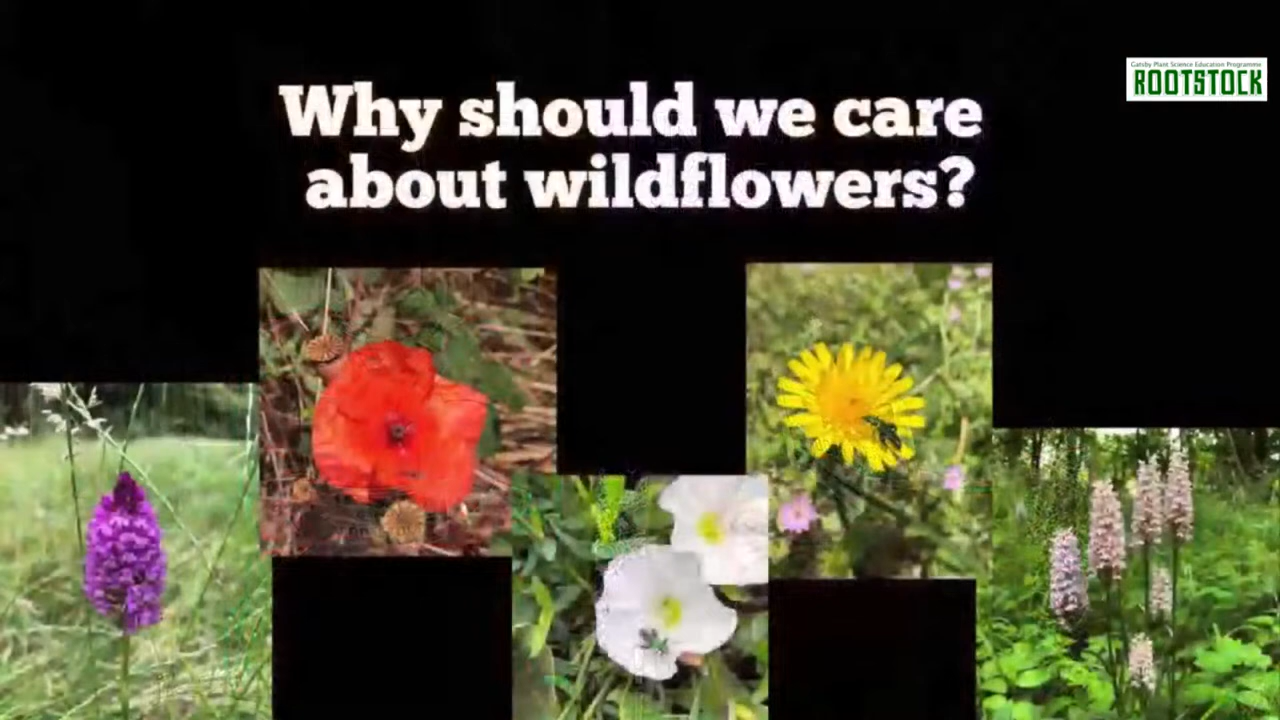 Gatsby Plant Science Education Programme
ROOTSTOCK
Why should we care
about wildflowers?